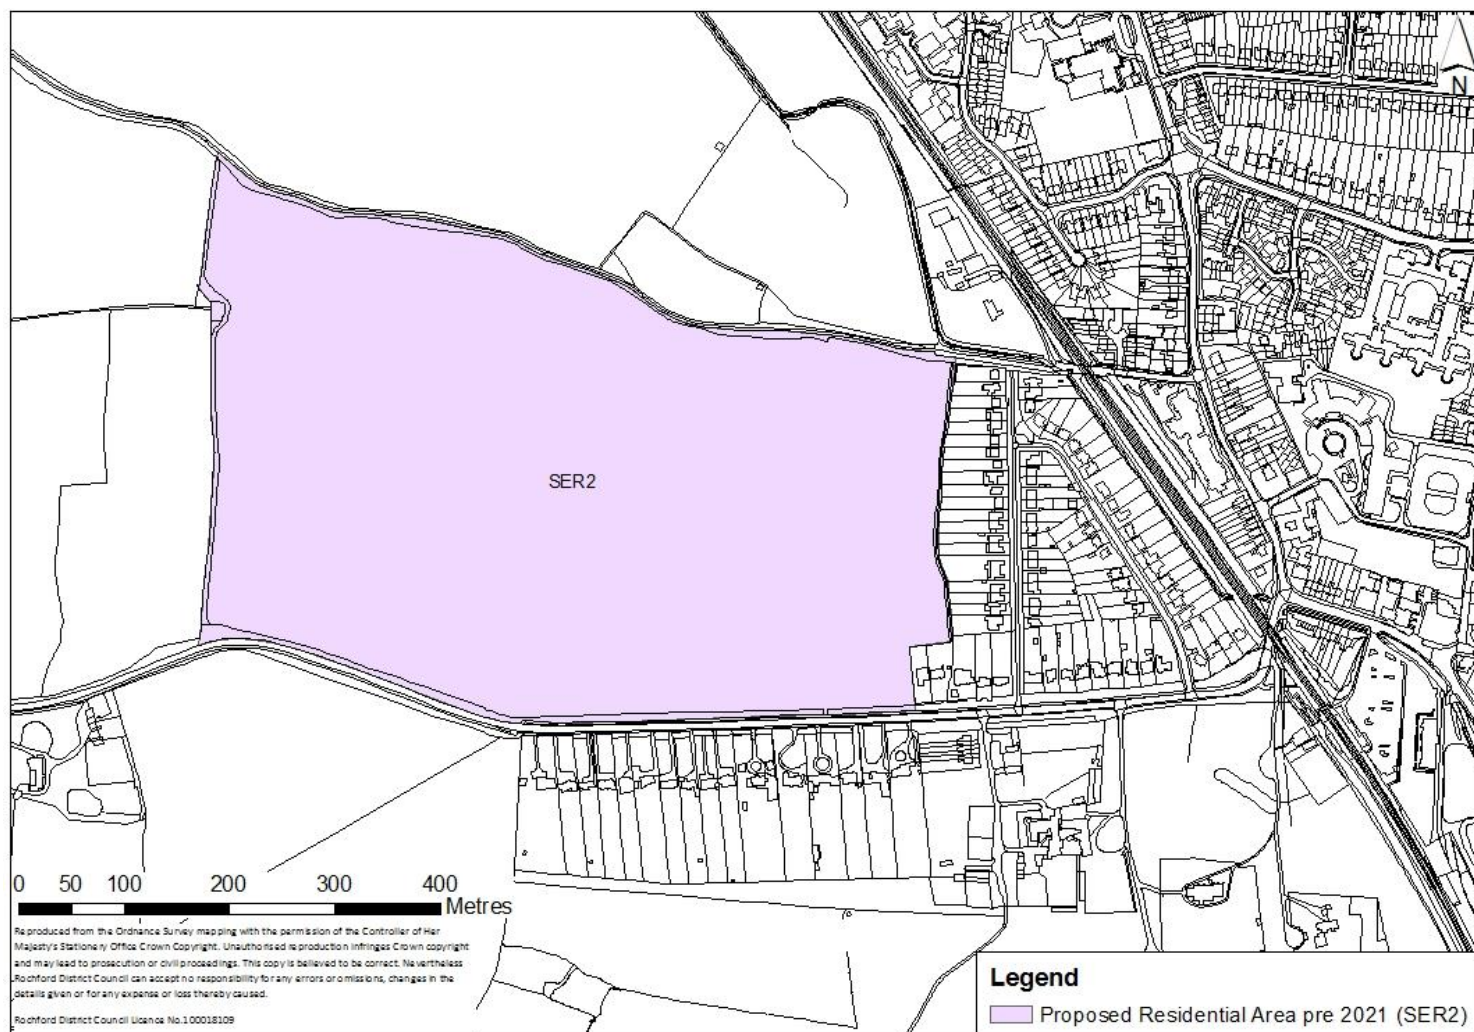 N
SER2
0 50 100 200 300 400
Metres
Reproduced from the Ordnance Survey mapping with the permission of the Controller of Her
Majesty's Stationery Office Crown Copyright. Unauthorised reproduction infringes Crown copyright
and may lead to prosecution or civil proceedings. This copy is believed to be correct. Nevertheless
Rochford District Council can accept no responsibility for any errors or omissions, changes in the
details given or for any expense or loss thereby caused.
Rochford District Council Licence No.100018109
Legend
Proposed Residential Area pre 2021 (SER2)